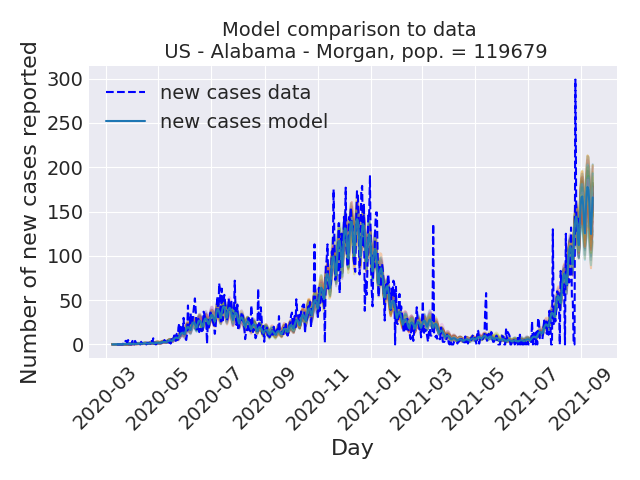 Model comparison to data
US - Alabama - Morgan, pop. = 119679
Number of new cases reported
300
250
200
150
100
50
0
new cases data
new cases model
2020-03
2020-05
2020-07
2020-09
2020-11
2021-01
2021-03
2021-05
2021-07
2021-09
Day